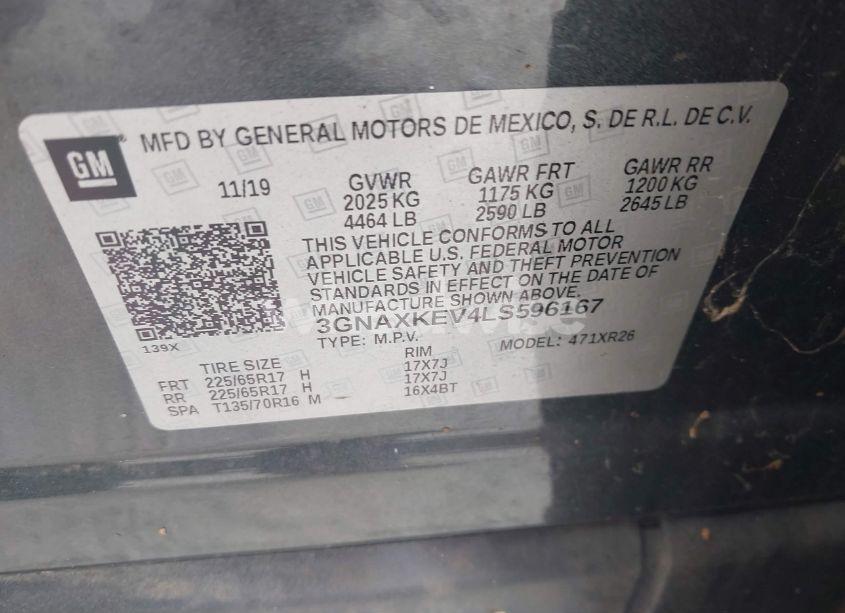 GM
MFD BY GENERAL MOTORS DE MEXICO, S. DE R.L. DE C.V.
11/19 GVWR GAWR FRT GAWR RR
2025 KG 1175 KG 1200 KG
4464 LB 2590 LB 2645 LB
THIS VEHICLE CONFORMS TO ALL
APPLICABLE U.S. FEDERAL MOTOR
VEHICLE SAFETY AND THEFT PREVENTION
STANDARDS IN EFFECT ON THE DATE OF
MANUFACTURE SHOWN ABOVE.
3GNAXKEV4LS596167
139X
TYPE: M.P.V. MODEL: 471XR26
TIRE SIZE RIM
FRT 225/65R17 H 17X7J
RR 225/65R17 H 17X7J
SPA T135/70R16 M 16X4BT